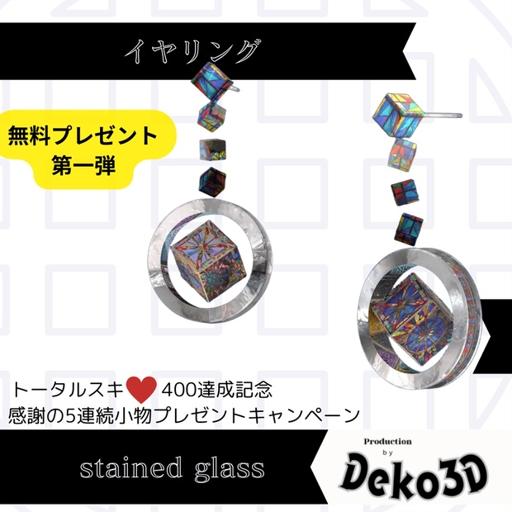 イヤリング
無料プレゼント
第一弾
トータルスキ❤400達成記念
感謝の5連続小物プレゼントキャンペーン
stained glass
Production
by
Deko3D